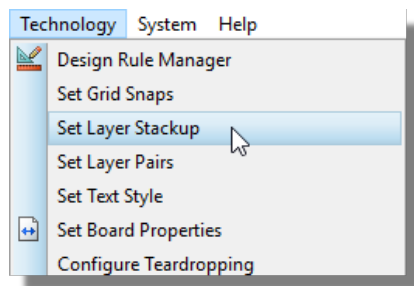 Technology System Help
Design Rule Manager
Set Grid Snaps
Set Layer Stackup
Set Layer Pairs
Set Text Style
Set Board Properties
Configure Teardropping